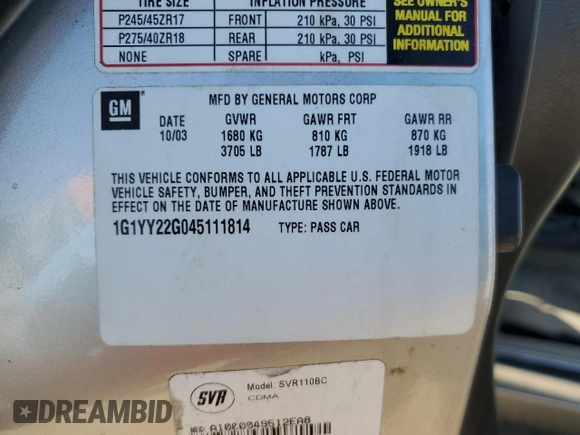 TIRE SIZE INFLATION PRESSURE
P245/45ZR17 FRONT 210 kPa, 30 PSI
P275/40ZR18 REAR 210 kPa, 30 PSI
NONE SPARE kPa, PSI
SEE OWNER'S
MANUAL FOR
ADDITIONAL
INFORMATION
GM
MFD BY GENERAL MOTORS CORP
DATE GVWR GAWR FRT GAWR RR
10/03 1680 KG 810 KG 870 KG
3705 LB 1787 LB 1918 LB
THIS VEHICLE CONFORMS TO ALL APPLICABLE U.S. FEDERAL MOTOR
VEHICLE SAFETY, BUMPER, AND THEFT PREVENTION STANDARDS IN
EFFECT ON THE DATE OF MANUFACTURE SHOWN ABOVE.
1G1YY22G045111814 TYPE: PASS CAR
SVR
Model: SVR110BC
CDMA
A1000049512EA8
DREAMBID